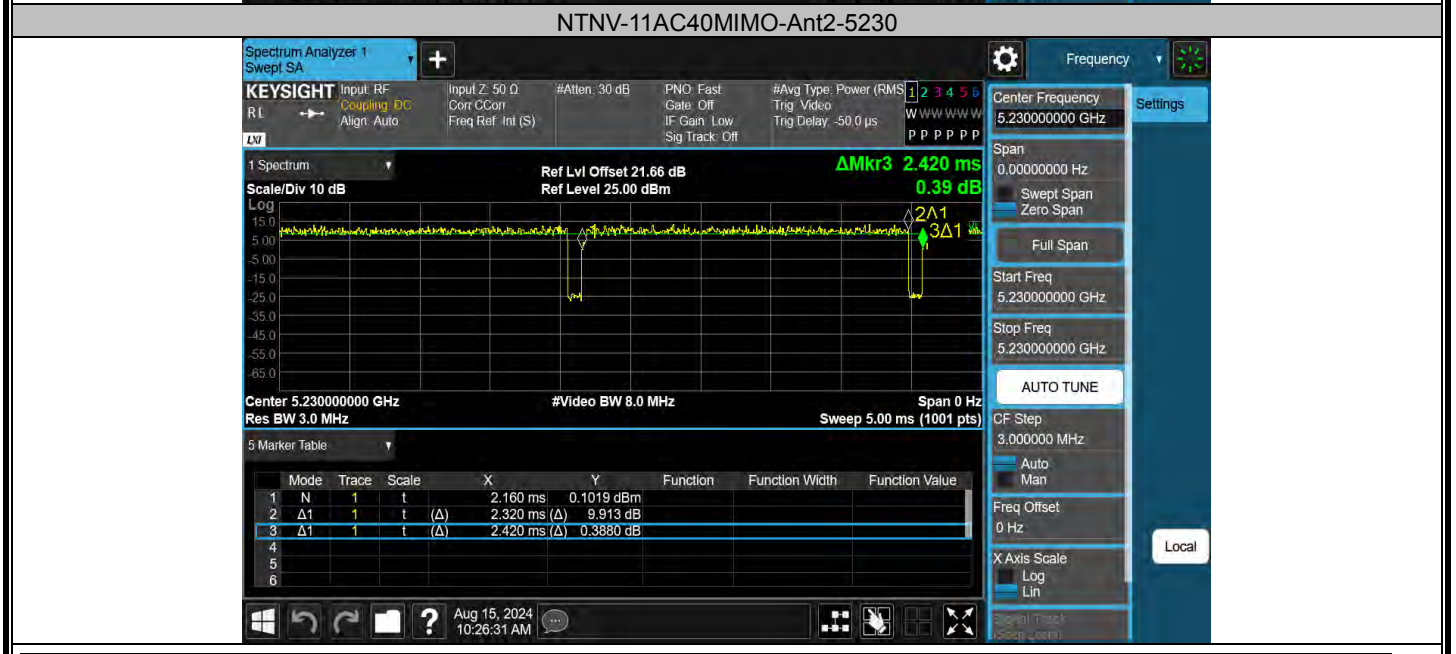 NTNV-11AC40MIMO-Ant2-5230
Spectrum Analyzer 1
Swept SA
+
Frequency
KEYSIGHT Input: RF Input Z: 50 Ω #Atten: 30 dB PNO: Fast #Avg Type: Power (RMS 1 2 3 4 5 6
RL Coupling: DC Corr CCorr Gate: Off Trig: Video W W W W W W
Align: Auto Freq Ref: Int (S) IF Gain: Low Trig Delay: -50.0 µs
LXI Sig Track: Off P P P P P P
1 Spectrum
Ref Lvl Offset 21.66 dB
ΔMkr3 2.420 ms
Scale/Div 10 dB
Ref Level 25.00 dBm
0.39 dB
Log
15.0
5.00
-5.00
-15.0
-25.0
-35.0
-45.0
-55.0
-65.0
2Δ1
3Δ1
Center 5.230000000 GHz #Video BW 8.0 MHz Span 0 Hz
Res BW 3.0 MHz Sweep 5.00 ms (1001 pts)
5 Marker Table
Mode Trace Scale X Y Function Function Width Function Value
1 N 1 t 2.160 ms 0.1019 dBm
2 Δ1 1 t (Δ) 2.320 ms (Δ) 9.913 dB
3 Δ1 1 t (Δ) 2.420 ms (Δ) 0.3880 dB
4
5
6
Aug 15, 2024
10:26:31 AM
Center Frequency
5.230000000 GHz
Settings
Span
0.00000000 Hz
Swept Span
Zero Span
Full Span
Start Freq
5.230000000 GHz
Stop Freq
5.230000000 GHz
AUTO TUNE
CF Step
3.000000 MHz
Auto
Man
Freq Offset
0 Hz
X Axis Scale
Log
Lin
Local
Signal Track
(Span Zoom)